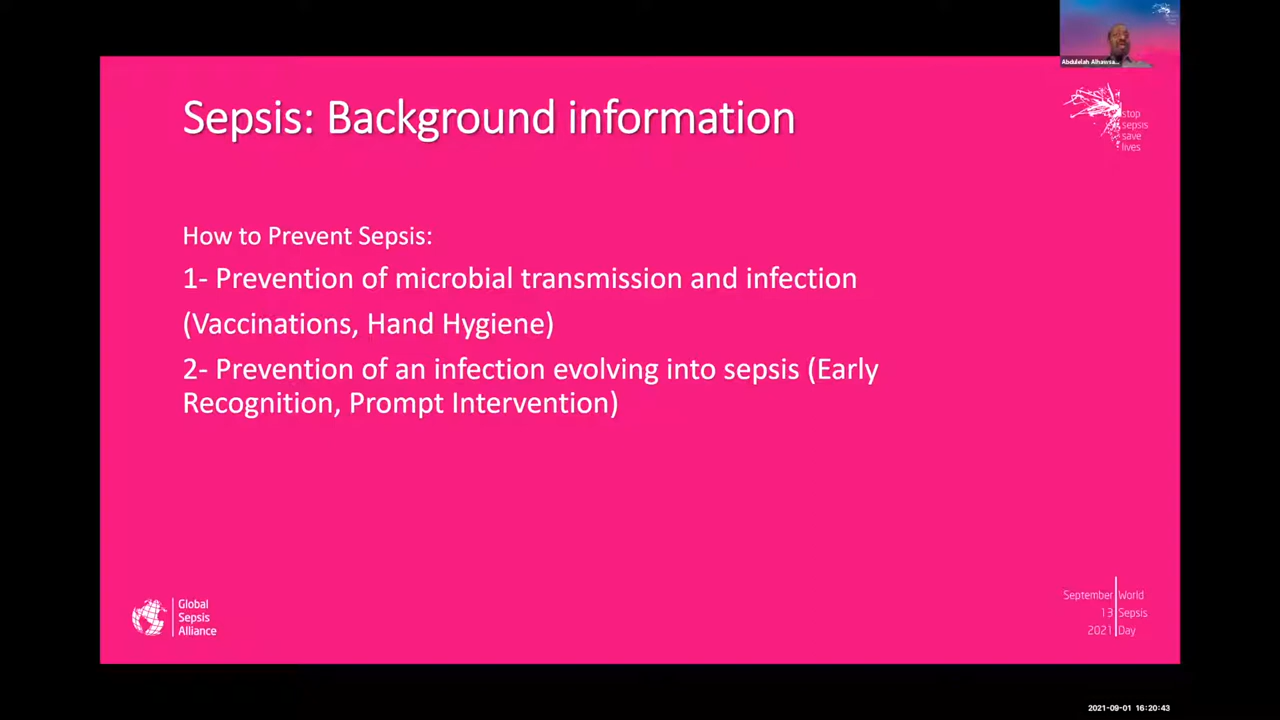 Abdulelah Alhawsa...
Sepsis: Background information
stop
sepsis
save
lives
How to Prevent Sepsis:
1- Prevention of microbial transmission and infection
(Vaccinations, Hand Hygiene)
2- Prevention of an infection evolving into sepsis (Early
Recognition, Prompt Intervention)
Global
Sepsis
Alliance
September World
13 Sepsis
2021 Day
2021-09-01 16:20:43